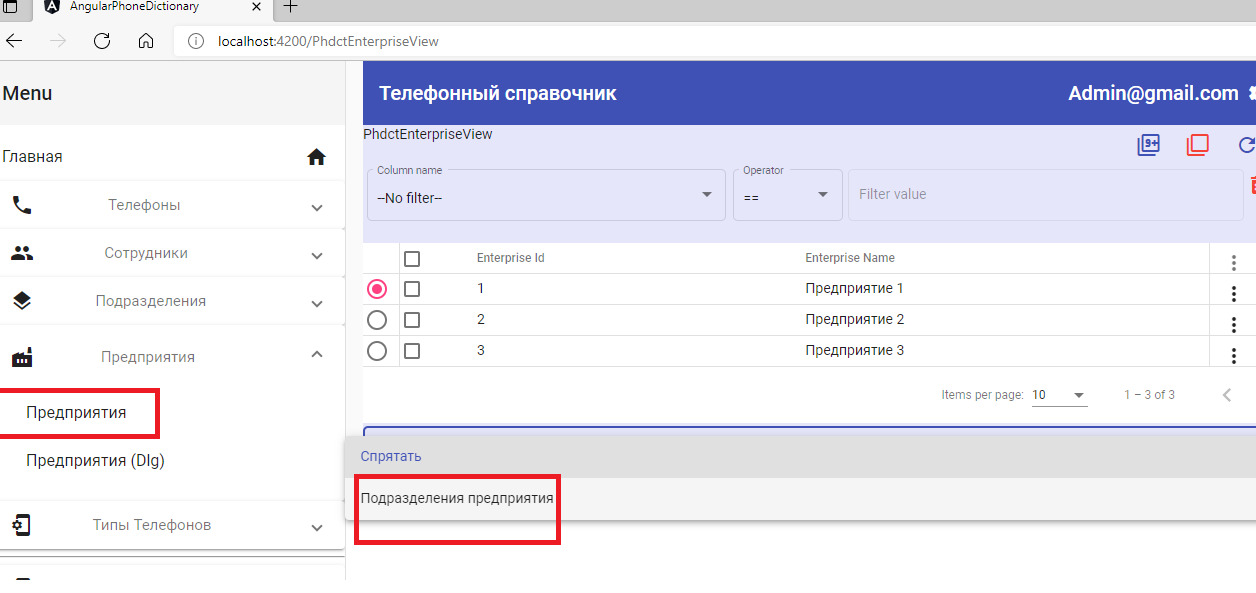 AngularPhoneDictionary
localhost:4200/PhdctEnterpriseView
Menu
Телефонный справочник
Admin@gmail.com
PhdctEnterpriseView
9+
Главная
Column name
--No filter--
Operator
==
Filter value
Телефоны
Сотрудники
Подразделения
Предприятия
Предприятия
Предприятия (Dlg)
Типы Телефонов
Enterprise Id
Enterprise Name
1
Предприятие 1
2
Предприятие 2
3
Предприятие 3
Items per page:
10
1 – 3 of 3
Спрятать
Подразделения предприятия